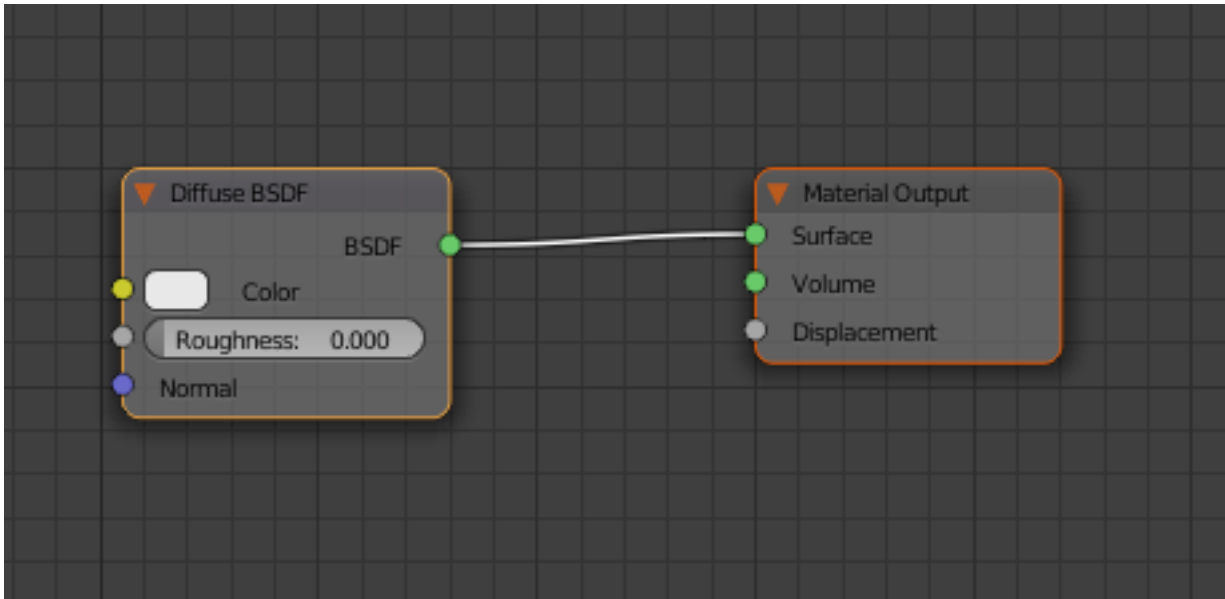 Diffuse BSDF
BSDF
Color
Roughness: 0.000
Normal
Material Output
Surface
Volume
Displacement